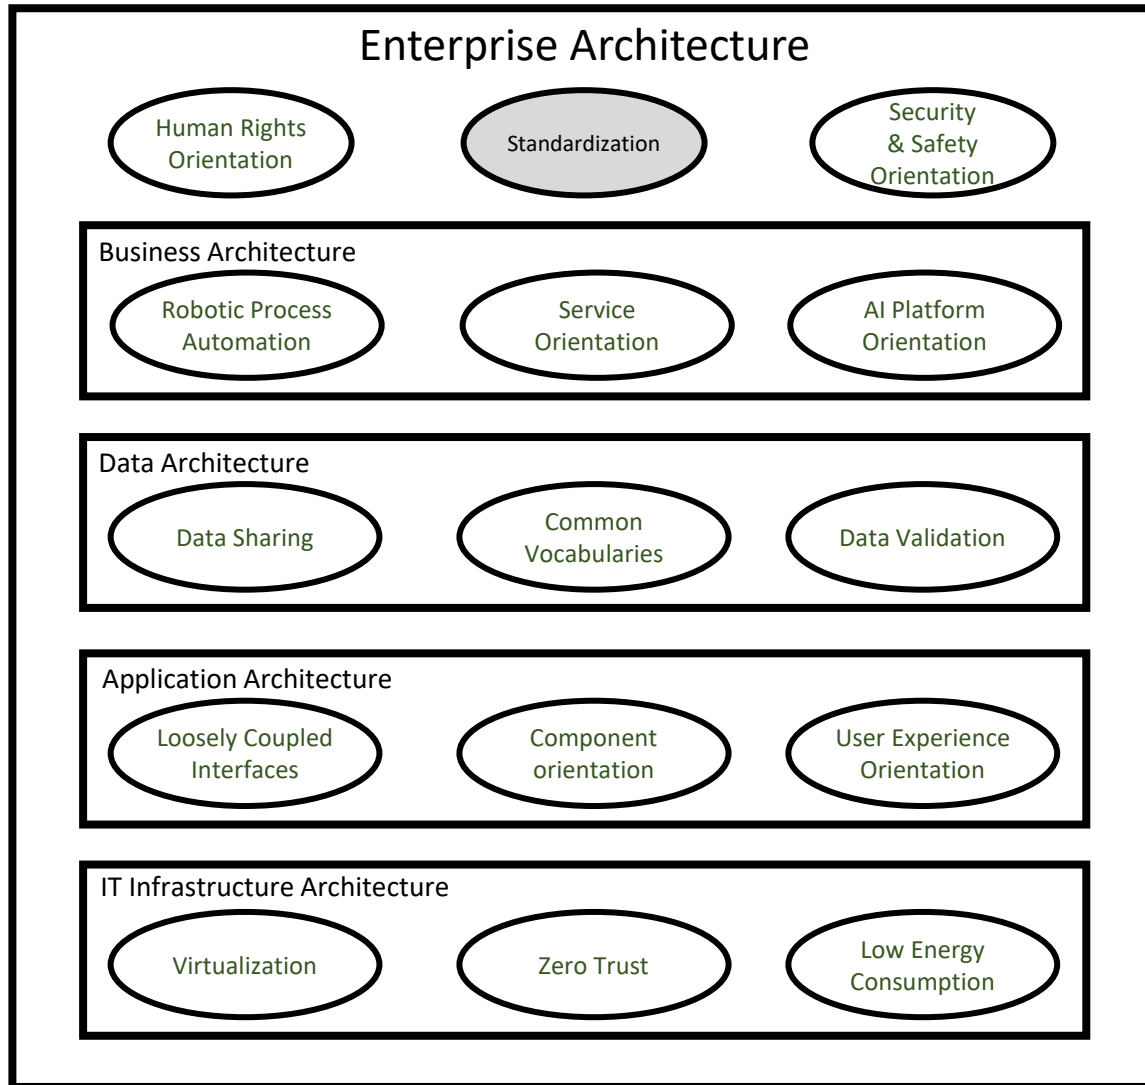 Enterprise Architecture
Human Rights
Orientation
Standardization
Security
& Safety
Orientation
Business Architecture
Robotic Process
Automation
Service
Orientation
AI Platform
Orientation
Data Architecture
Data Sharing
Common
Vocabularies
Data Validation
Application Architecture
Loosely Coupled
Interfaces
Component
orientation
User Experience
Orientation
IT Infrastructure Architecture
Virtualization
Zero Trust
Low Energy
Consumption